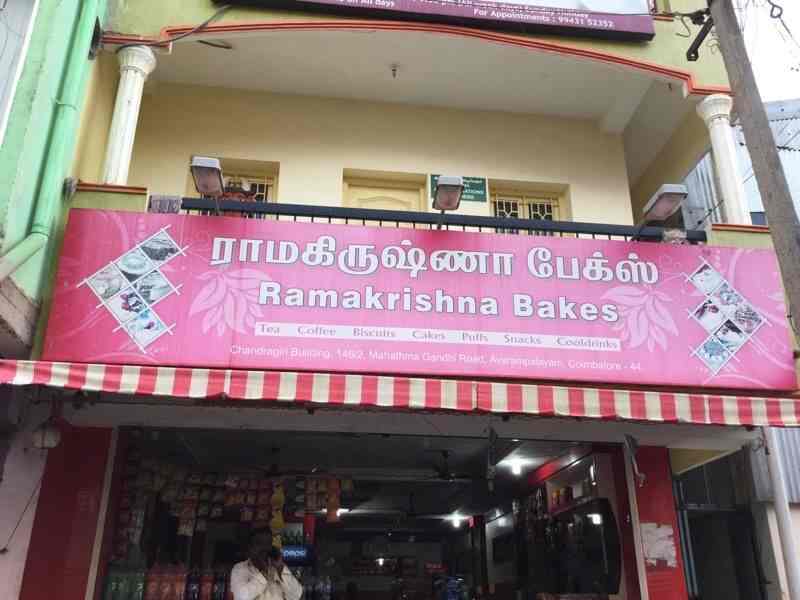 For Appointments : 99431 52352
ராமகிருஷ்ணா பேக்ஸ்
Ramakrishna Bakes
Tea Coffee Biscuits Cakes Puffs Snacks Cooldrinks
Chandragiri Building, 146/2, Mahathma Gandhi Road, Avarampalayam, Coimbatore - 44.
pepsi